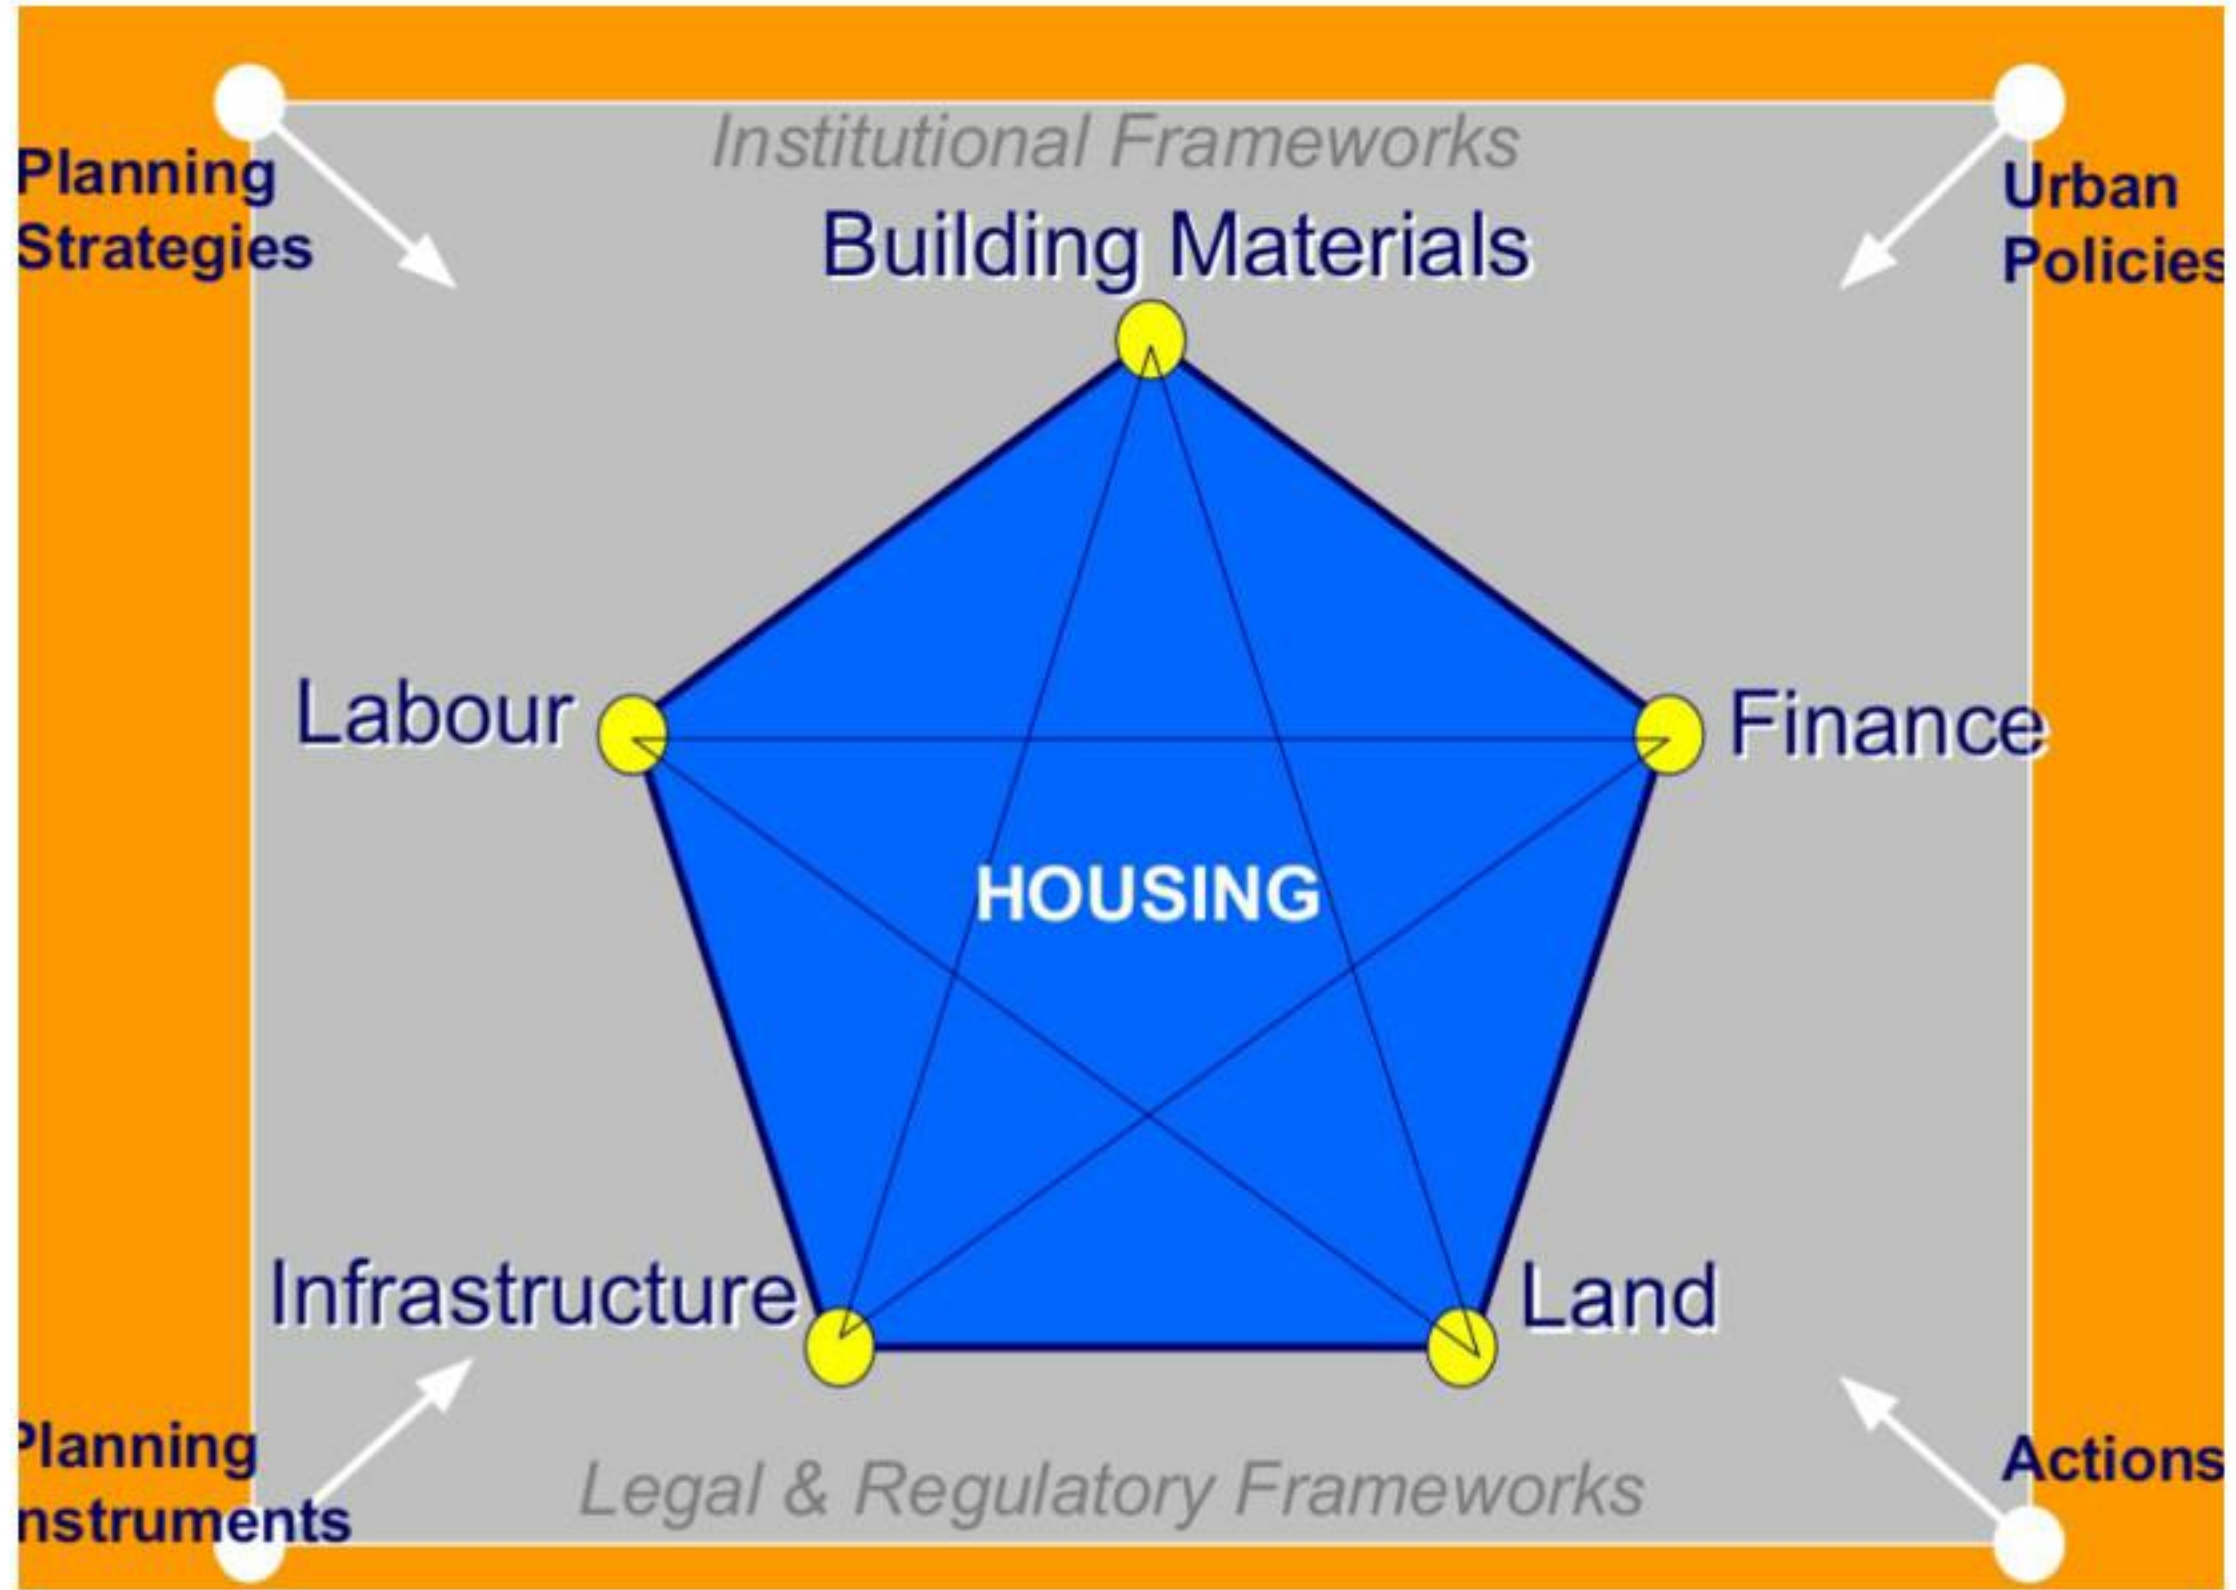 Institutional Frameworks
Planning
Strategies
Urban
Policies
Building Materials
Labour
Finance
HOUSING
Infrastructure
Land
Planning
nstruments
Actions
Legal & Regulatory Frameworks